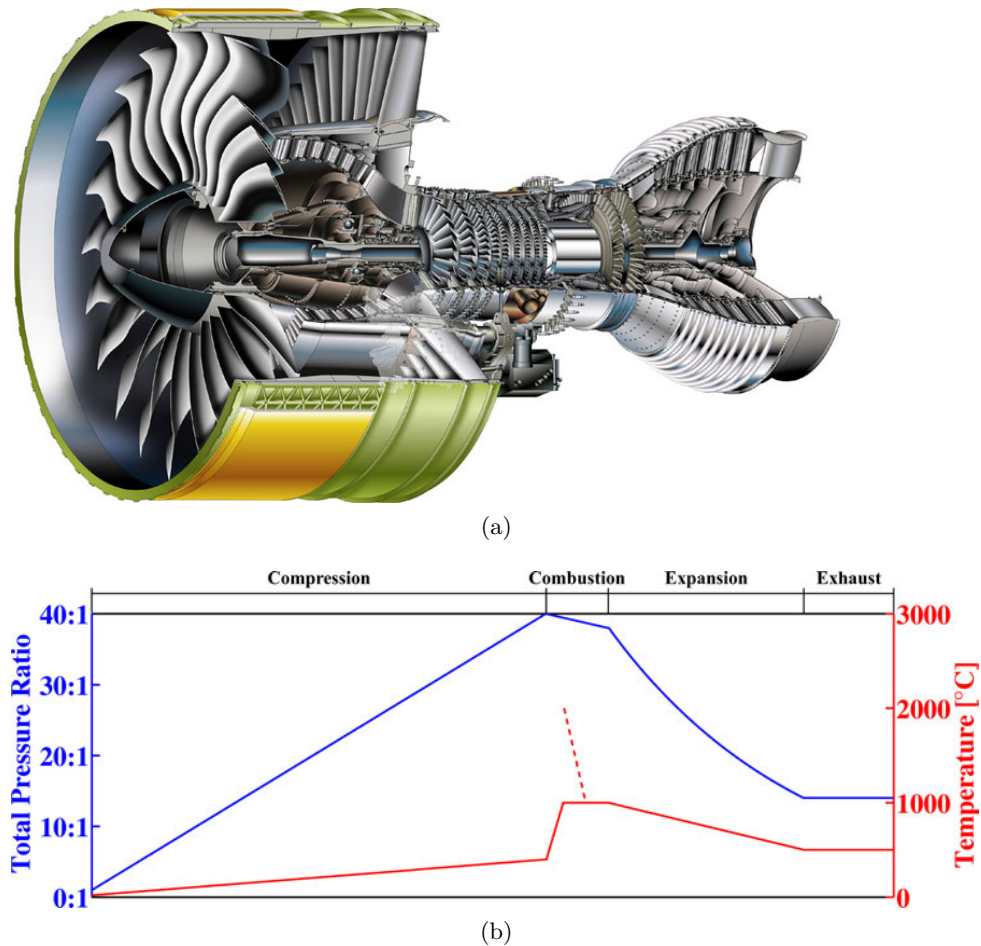 (a)
Compression Combustion Expansion Exhaust
40:1 3000
30:1
2000
20:1
1000
10:1
0:1 0
Total Pressure Ratio
Temperature [°C]
(b)